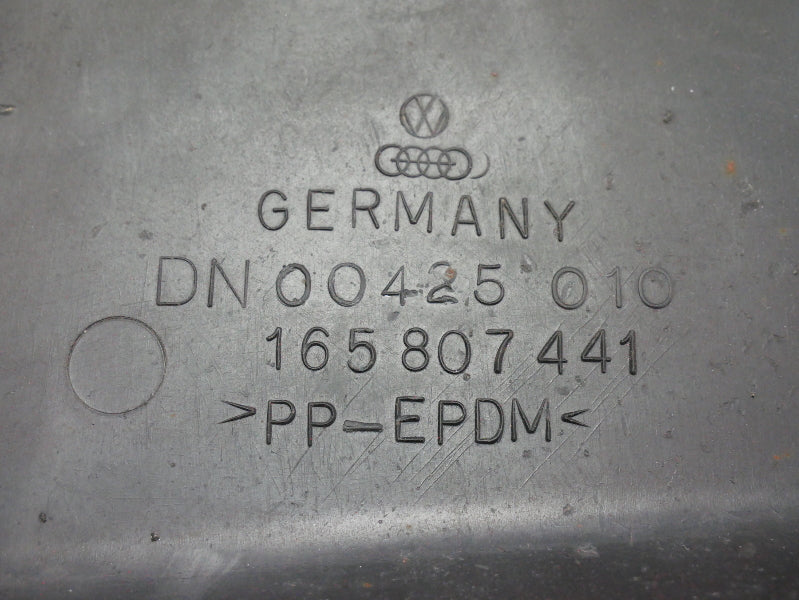 GERMANY
DN 00425 010
165 807 441
>PP-EPDM<